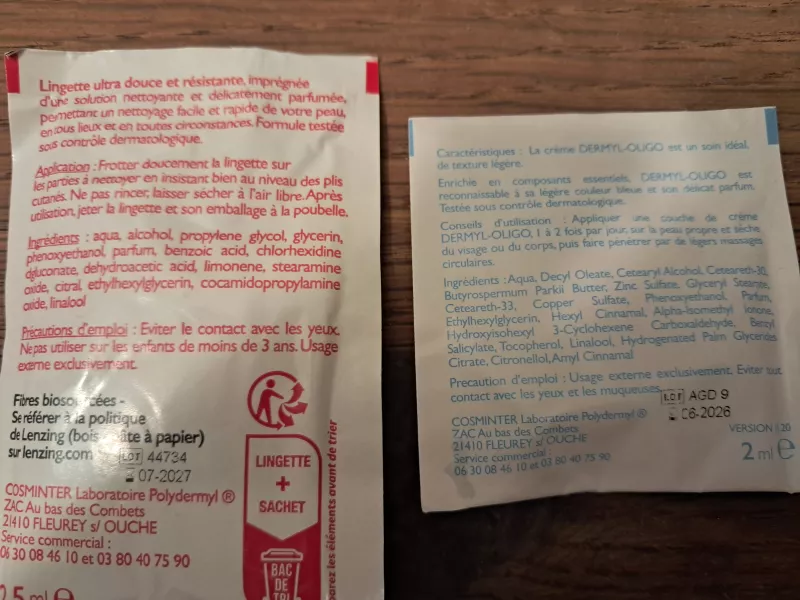 Lingette ultra douce et résistante, imprégnée
d'une solution nettoyante et délicatement parfumée,
permettant un nettoyage facile et rapide de votre peau,
en tous lieux et en toutes circonstances. Formule testée
sous contrôle dermatologique.
Application : Frotter doucement la lingette sur
les parties à nettoyer en insistant bien au niveau des plis
cutanés. Ne pas rincer, laisser sécher à l'air libre. Après
utilisation, jeter la lingette et son emballage à la poubelle.
Ingrédients : aqua, alcohol, propylene glycol, glycerin,
phenoxyethanol, parfum, benzoic acid, chlorhexidine
digluconate, dehydroacetic acid, limonene, stearamine
oxide, citral, ethylhexylglycerin, cocamidopropylamine
oxide, linalool
Précautions d'emploi : Eviter le contact avec les yeux.
Ne pas utiliser sur les enfants de moins de 3 ans. Usage
externe exclusivement.
Fibres biosourcées -
Se référer à la politique
de Lenzing (bois, pâte à papier)
sur lenzing.com
LOT 44734
07-2027
COSMINTER Laboratoire Polydermyl ®
ZAC Au bas des Combets
21410 FLEUREY s/ OUCHE
Service commercial :
06 30 08 46 10 et 03 80 40 75 90
2.5 ml e
LINGETTE
+
SACHET
BAC
DE
TRI
les éléments avant de trier
Caractéristiques : La crème DERMYL-OLIGO est un soin idéal,
de texture légère.
Enrichie en composants essentiels, DERMYL-OLIGO est
reconnaissable à sa légère couleur bleue et son délicat parfum.
Testée sous contrôle dermatologique.
Conseils d'utilisation : Appliquer une couche de crème
DERMYL-OLIGO, 1 à 2 fois par jour, sur la peau propre et sèche
du visage ou du corps, puis faire pénétrer par de légers massages
circulaires.
Ingrédients : Aqua, Decyl Oleate, Cetearyl Alcohol, Ceteareth-30,
Butyrospermum Parkii Butter, Zinc Sulfate, Glyceryl Stearate,
Ceteareth-33, Copper Sulfate, Phenoxyethanol, Parfum,
Ethylhexylglycerin, Hexyl Cinnamal, Alpha-Isomethyl Ionone,
Hydroxyisohexyl 3-Cyclohexene Carboxaldehyde, Benzyl
Salicylate, Tocopherol, Linalool, Hydrogenated Palm Glycerides
Citrate, Citronellol, Amyl Cinnamal
Precaution d'emploi : Usage externe exclusivement. Eviter tout
contact avec les yeux et les muqueuses.
LOT AGD 9
06-2026
COSMINTER Laboratoire Polydermyl ®
ZAC Au bas des Combets
21410 FLEUREY s/ OUCHE
Service commercial :
06 30 08 46 10 et 03 80 40 75 90
VERSION 20
2 ml e